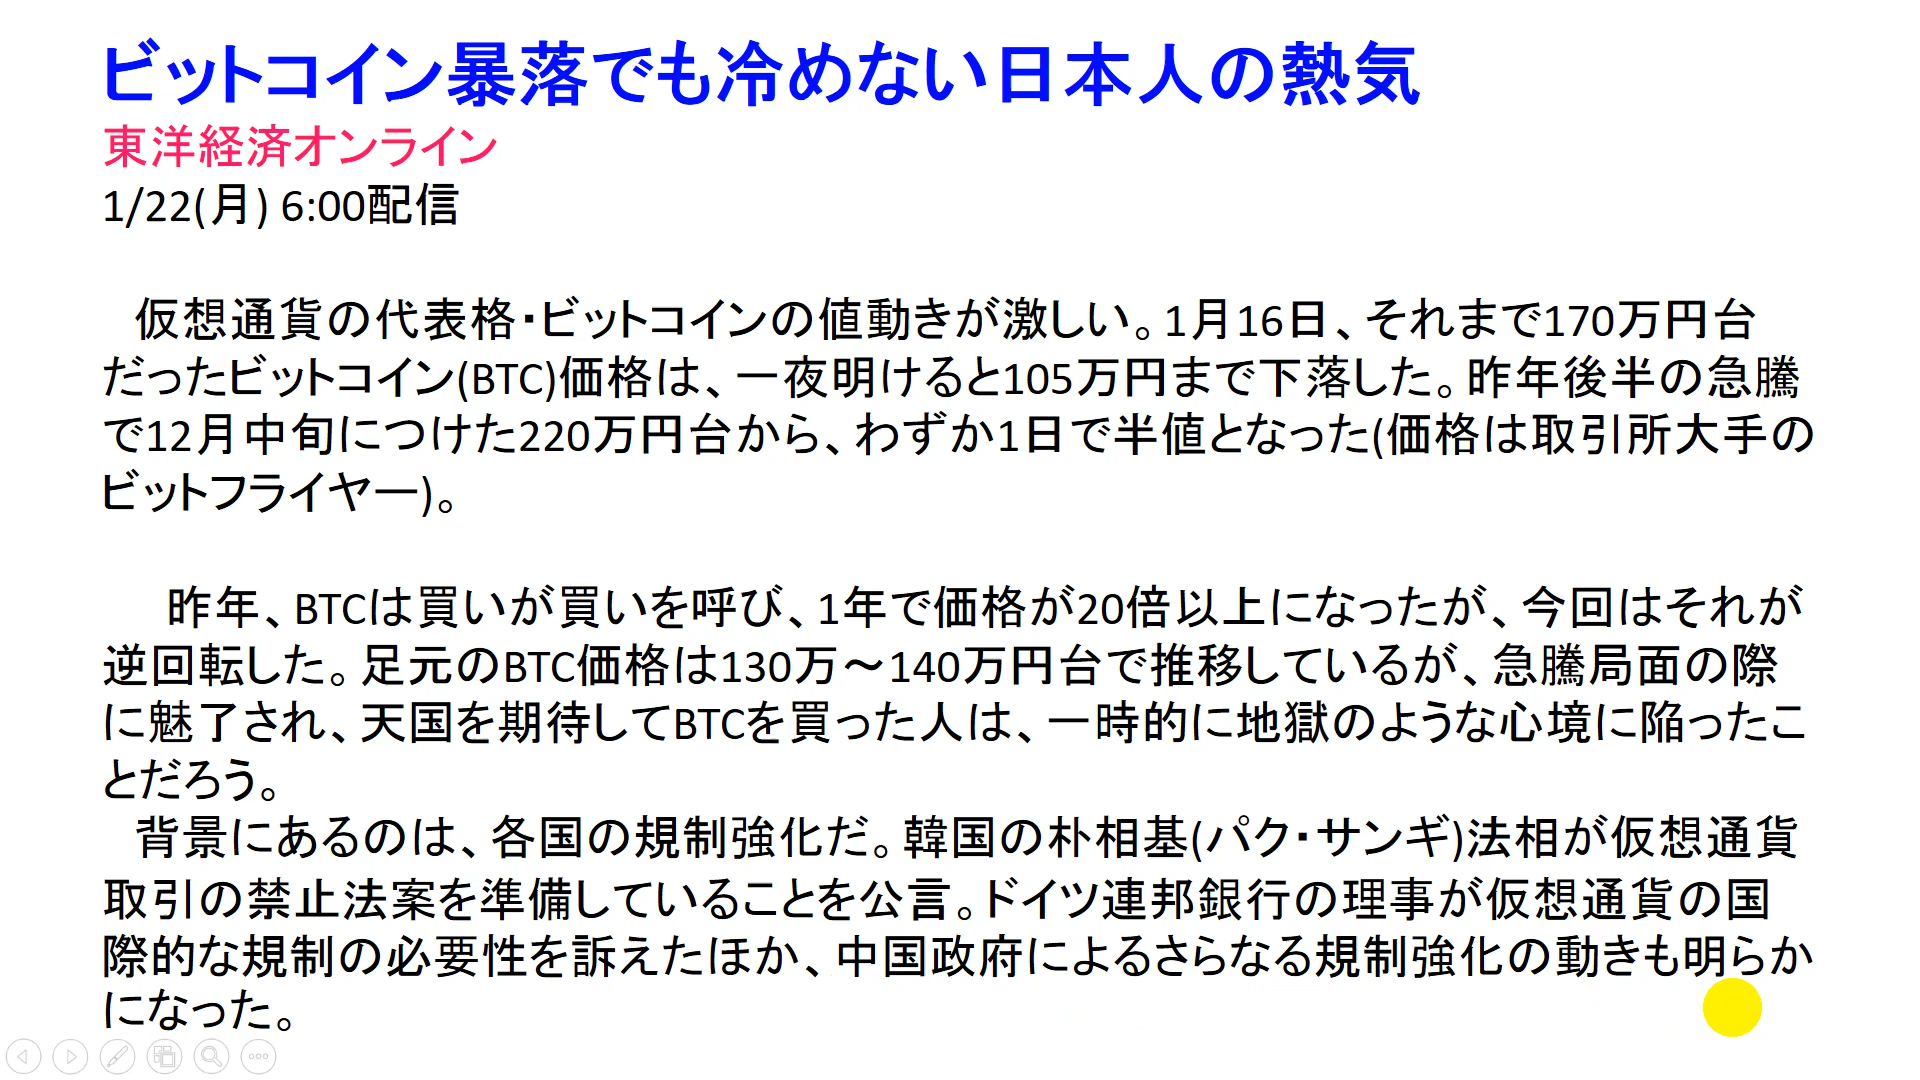 ビットコイン暴落でも冷めない日本人の熱気
東洋経済オンライン
1/22(月) 6:00配信
仮想通貨の代表格・ビットコインの値動きが激しい。1月16日、それまで170万円台
だったビットコイン(BTC)価格は、一夜明けると105万円まで下落した。昨年後半の急騰
で12月中旬につけた220万円台から、わずか1日で半値となった(価格は取引所大手の
ビットフライヤー)。
昨年、BTCは買いが買いを呼び、1年で価格が20倍以上になったが、今回はそれが
逆回転した。足元のBTC価格は130万～140万円台で推移しているが、急騰局面の際
に魅了され、天国を期待してBTCを買った人は、一時的に地獄のような心境に陥ったこ
とだろう。
背景にあるのは、各国の規制強化だ。韓国の朴相基(パク・サンギ)法相が仮想通貨
取引の禁止法案を準備していることを公言。ドイツ連邦銀行の理事が仮想通貨の国
際的な規制の必要性を訴えたほか、中国政府によるさらなる規制強化の動きも明らか
になった。